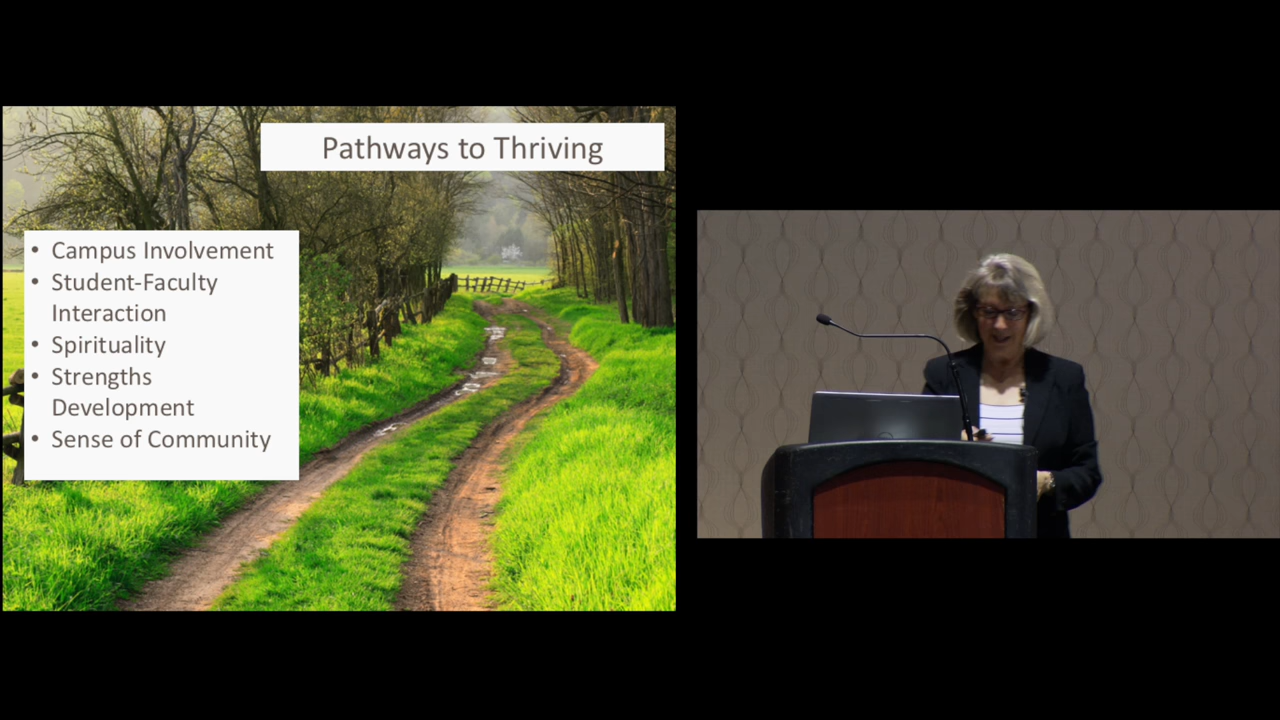 Pathways to Thriving
• Campus Involvement
• Student-Faculty
Interaction
• Spirituality
• Strengths
Development
• Sense of Community